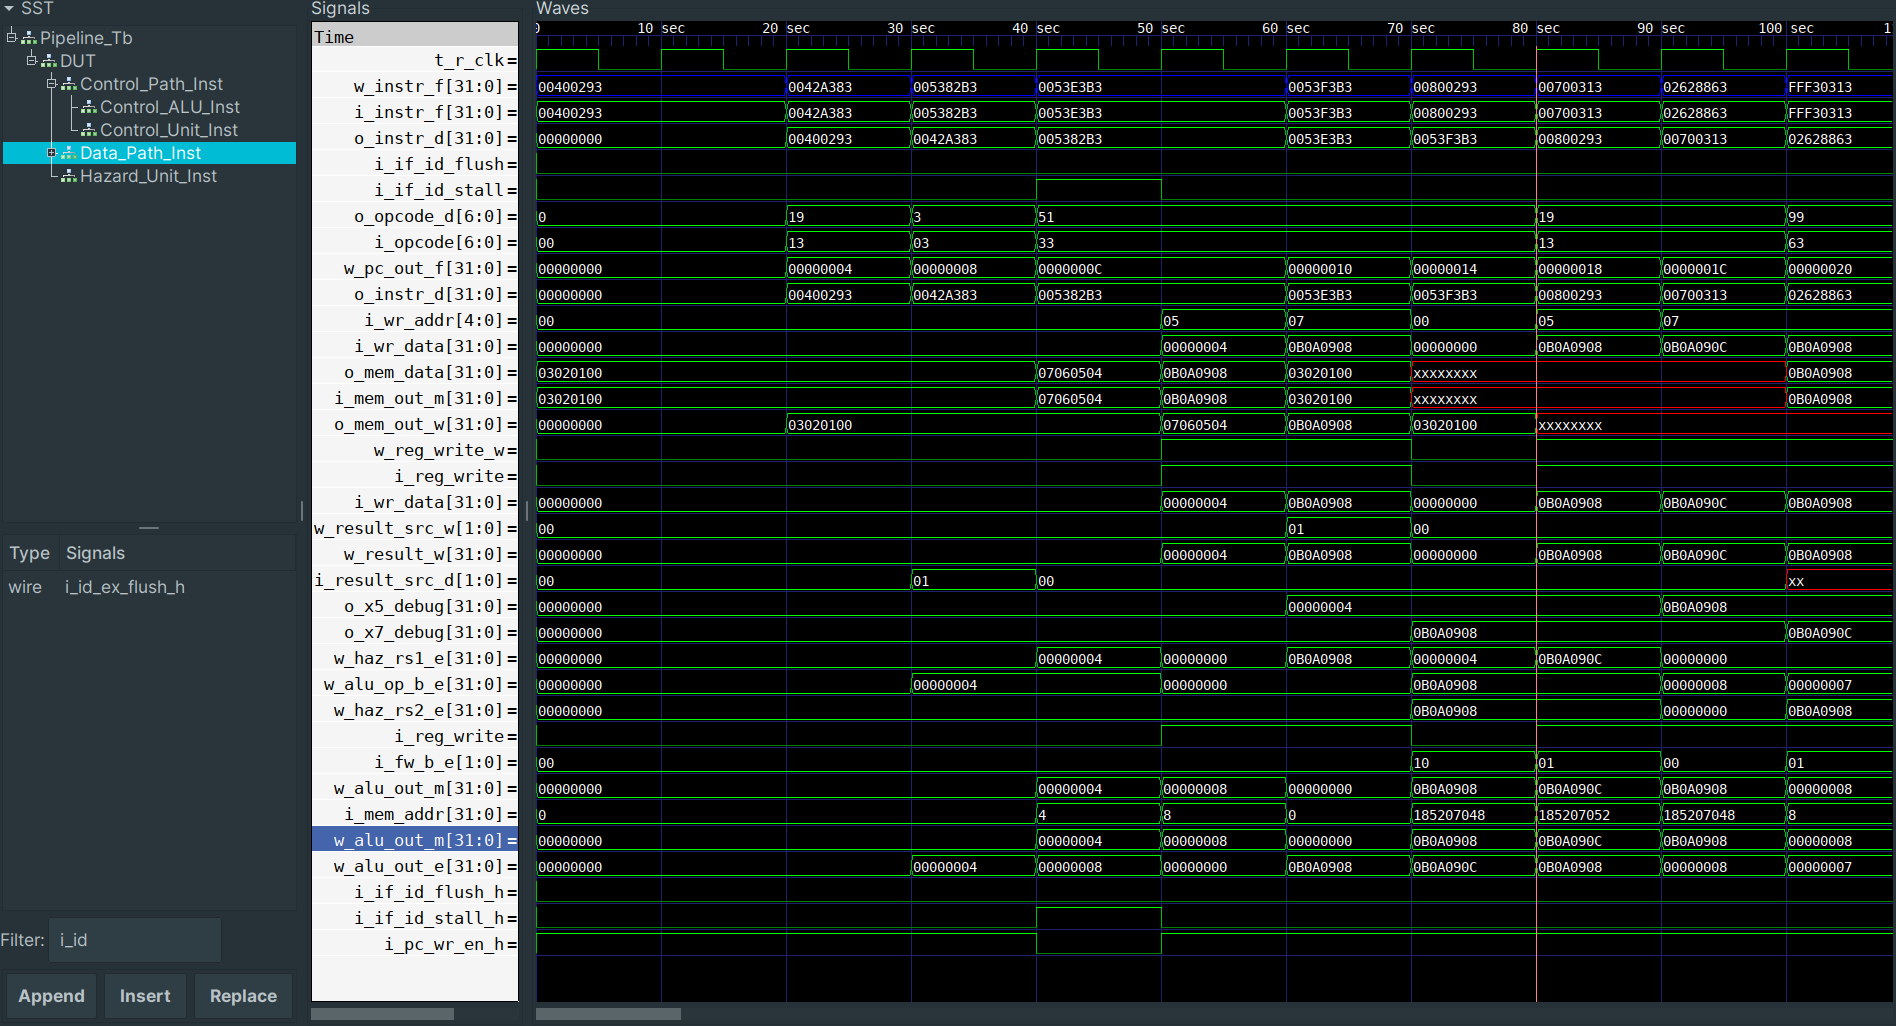 SST
Pipeline_Tb
DUT
Control_Path_Inst
Control_ALU_Inst
Control_Unit_Inst
Data_Path_Inst
Hazard_Unit_Inst
Type Signals
wire i_id_ex_flush_h
Filter: i_id
Append Insert Replace
Signals
Waves
Time
0 10 sec 20 sec 30 sec 40 sec 50 sec 60 sec 70 sec 80 sec 90 sec 100 sec 1
t_r_clk=
w_instr_f[31:0]= 00400293 0042A383 005382B3 0053E3B3 0053F3B3 00800293 00700313 02628863 FFF30313
i_instr_f[31:0]= 00400293 0042A383 005382B3 0053E3B3 0053F3B3 00800293 00700313 02628863 FFF30313
o_instr_d[31:0]= 00000000 00400293 0042A383 005382B3 0053E3B3 0053F3B3 00800293 00700313 02628863
i_if_id_flush=
i_if_id_stall=
o_opcode_d[6:0]= 0 19 3 51 19 99
i_opcode[6:0]= 00 13 03 33 13 63
w_pc_out_f[31:0]= 00000000 00000004 00000008 0000000C 00000010 00000014 00000018 0000001C 00000020
o_instr_d[31:0]= 00000000 00400293 0042A383 005382B3 0053E3B3 0053F3B3 00800293 00700313 02628863
i_wr_addr[4:0]= 00 05 07 00 05 07
i_wr_data[31:0]= 00000000 00000004 0B0A0908 00000000 0B0A0908 0B0A090C 0B0A0908
o_mem_data[31:0]= 03020100 07060504 0B0A0908 03020100 xxxxxxxx 0B0A0908
i_mem_out_m[31:0]= 03020100 07060504 0B0A0908 03020100 xxxxxxxx 0B0A0908
o_mem_out_w[31:0]= 00000000 03020100 07060504 0B0A0908 03020100 xxxxxxxx
w_reg_write_w=
i_reg_write=
i_wr_data[31:0]= 00000000 00000004 0B0A0908 00000000 0B0A0908 0B0A090C 0B0A0908
w_result_src_w[1:0]= 00 01 00
w_result_w[31:0]= 00000000 00000004 0B0A0908 00000000 0B0A0908 0B0A090C 0B0A0908
i_result_src_d[1:0]= 00 01 00 xx
o_x5_debug[31:0]= 00000000 00000004 0B0A0908
o_x7_debug[31:0]= 00000000 0B0A0908 0B0A090C
w_haz_rs1_e[31:0]= 00000000 00000004 00000000 0B0A0908 00000004 0B0A090C 00000000
w_alu_op_b_e[31:0]= 00000000 00000004 00000000 0B0A0908 00000008 00000007
w_haz_rs2_e[31:0]= 00000000 0B0A0908 00000000 0B0A0908
i_reg_write=
i_fw_b_e[1:0]= 00 10 01 00 01
w_alu_out_m[31:0]= 00000000 00000004 00000008 00000000 0B0A0908 0B0A090C 0B0A0908 00000008
i_mem_addr[31:0]= 0 4 8 0 185207048 185207052 185207048 8
w_alu_out_m[31:0]= 00000000 00000004 00000008 00000000 0B0A0908 0B0A090C 0B0A0908 00000008
w_alu_out_e[31:0]= 00000000 00000004 00000008 00000000 0B0A0908 0B0A090C 0B0A0908 00000008 00000007
i_if_id_flush_h=
i_if_id_stall_h=
i_pc_wr_en_h=